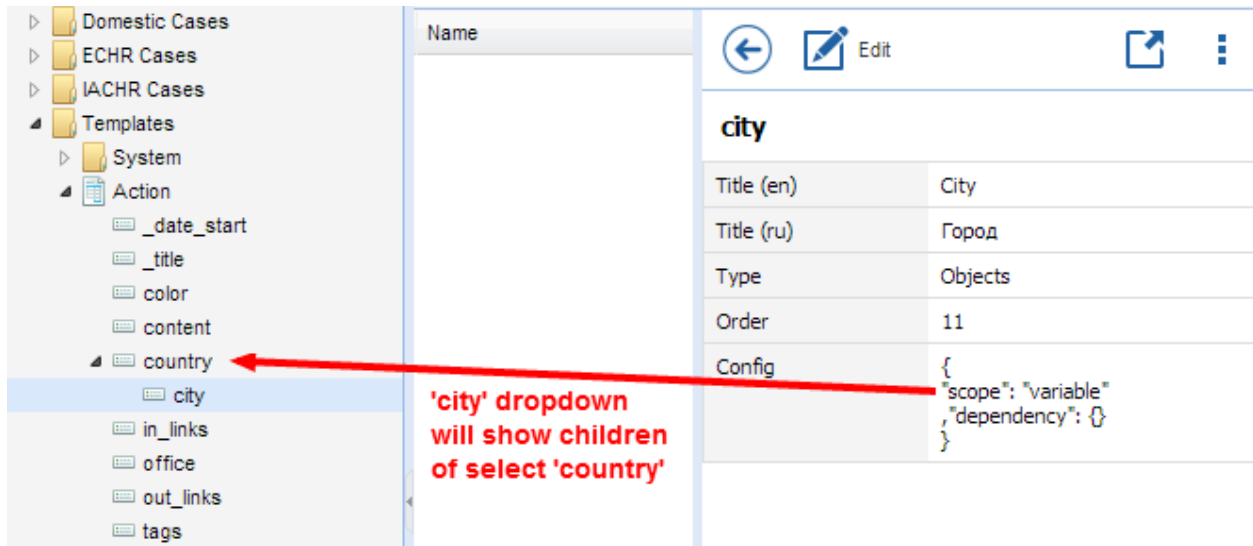 Domestic Cases
ECHR Cases
IACHR Cases
Templates
System
Action
_date_start
_title
color
content
country
city
in_links
office
out_links
tags
Name
'city' dropdown
will show children
of select 'country'
Edit
city
Title (en) City
Title (ru) Город
Type Objects
Order 11
Config {
"scope": "variable"
,"dependency": {}
}